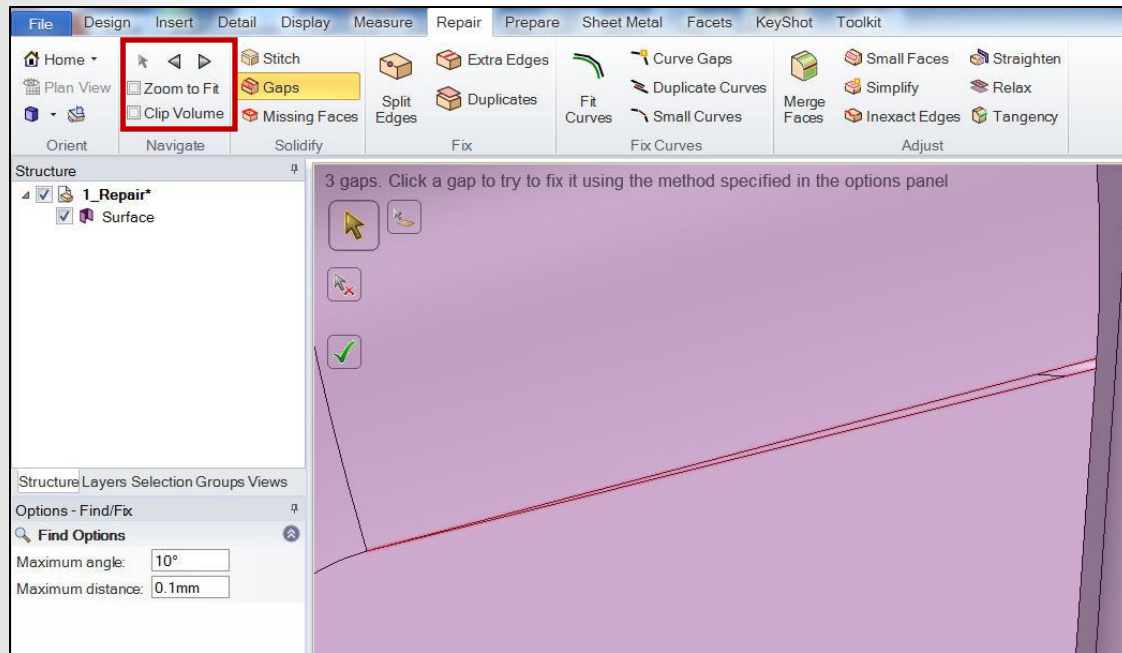 File Design Insert Detail Display Measure Repair Prepare Sheet Metal Facets KeyShot Toolkit
Home Stitch Extra Edges Curve Gaps Small Faces Straighten
Plan View Zoom to Fit Gaps Split Edges Duplicates Fit Curves Duplicate Curves Merge Faces Simplify Relax
Clip Volume Missing Faces Small Curves Inexact Edges Tangency
Orient Navigate Solidify Fix Fix Curves Adjust
Structure
1_Repair*
Surface
3 gaps. Click a gap to try to fix it using the method specified in the options panel
Structure Layers Selection Groups Views
Options - Find/Fix
Find Options
Maximum angle: 10°
Maximum distance: 0.1mm